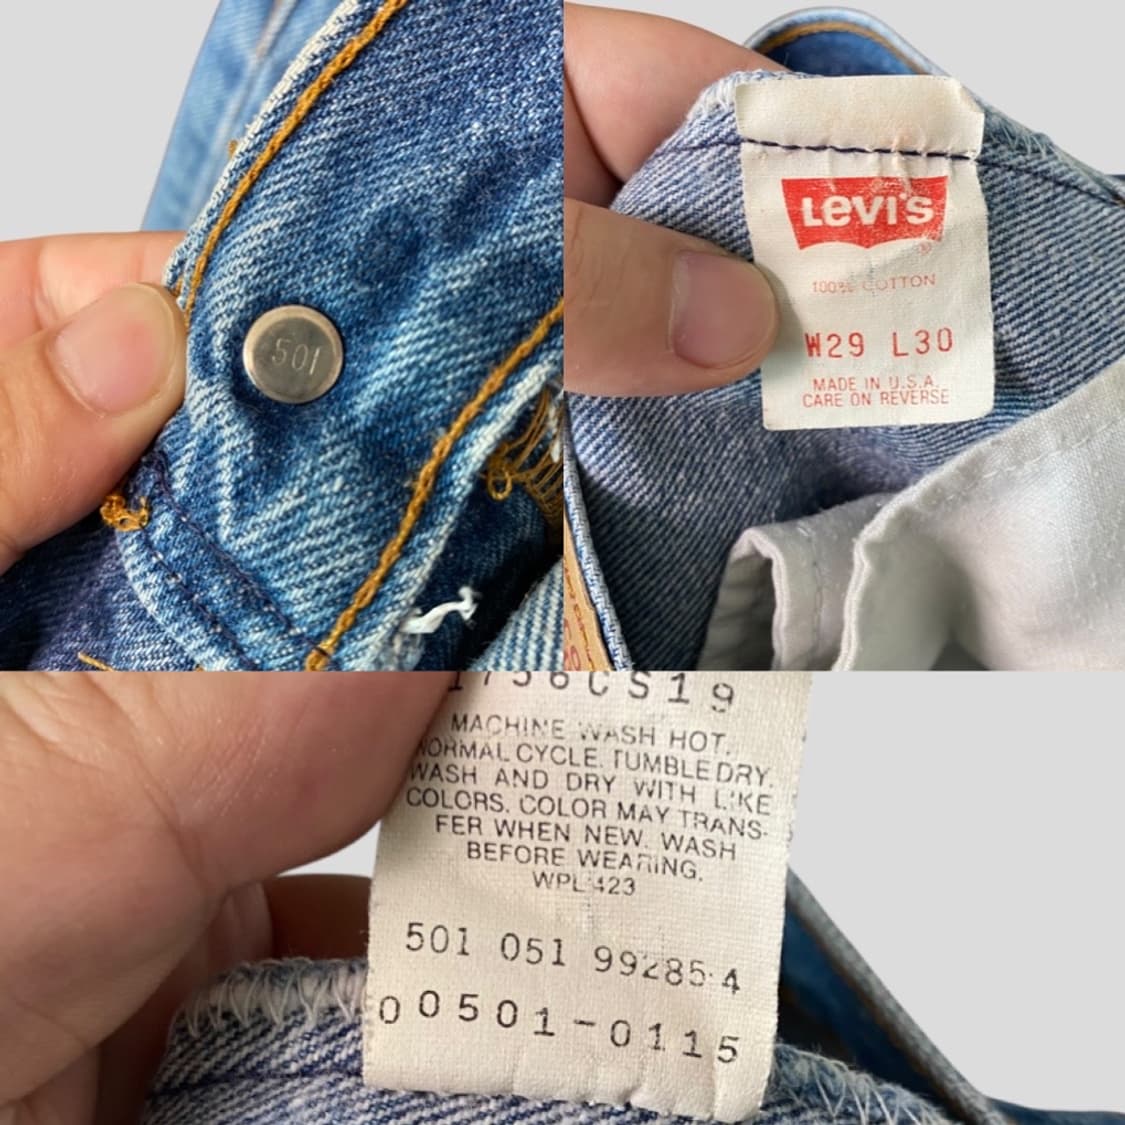 501
Levi's
100% COTTON
W29 L30
MADE IN U.S.A.
CARE ON REVERSE
1756CS19
MACHINE WASH HOT.
NORMAL CYCLE. TUMBLE DRY.
WASH AND DRY WITH LIKE
COLORS. COLOR MAY TRANS-
FER WHEN NEW. WASH
BEFORE WEARING.
WPL 423
501 051
00501-0115